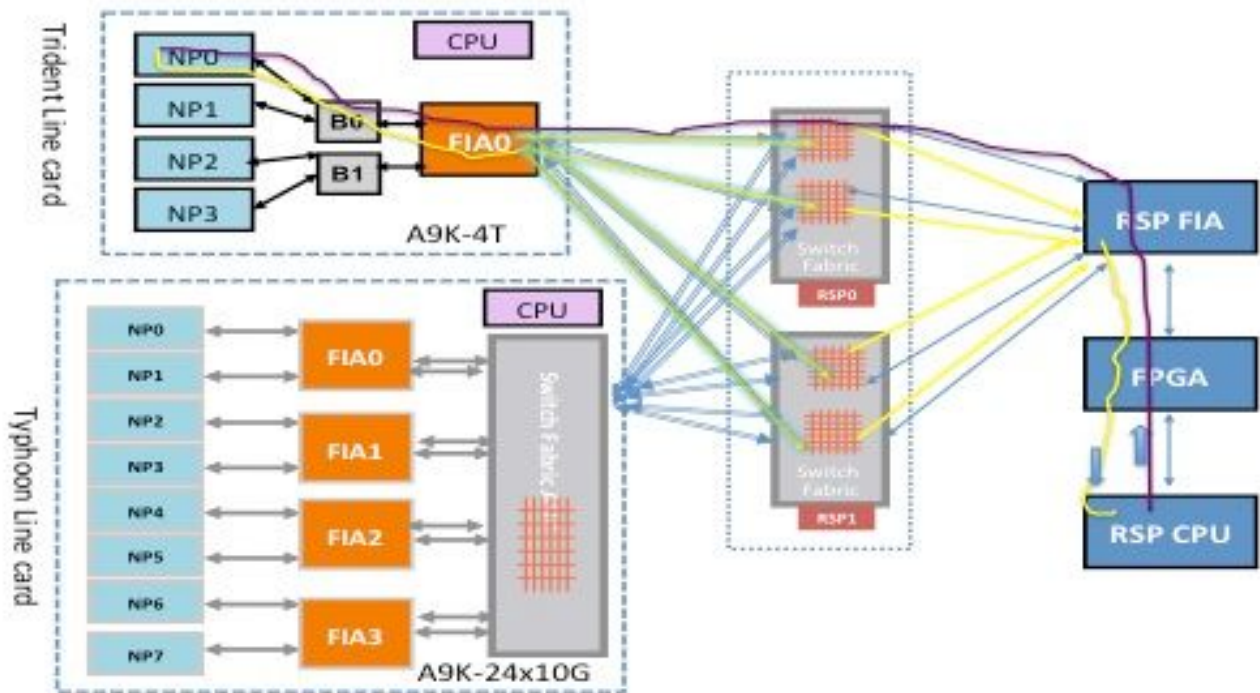 Trident Line card
CPU
NP0
NP1
NP2
NP3
B0
B1
FIA0
A9K-4T
Switch
Fabric
RSP0
Switch
Fabric
RSP1
RSP FIA
FPGA
RSP CPU
Typhoon Line card
CPU
NP0
NP1
NP2
NP3
NP4
NP5
NP6
NP7
FIA0
FIA1
FIA2
FIA3
Switch Fabric
A9K-24x10G